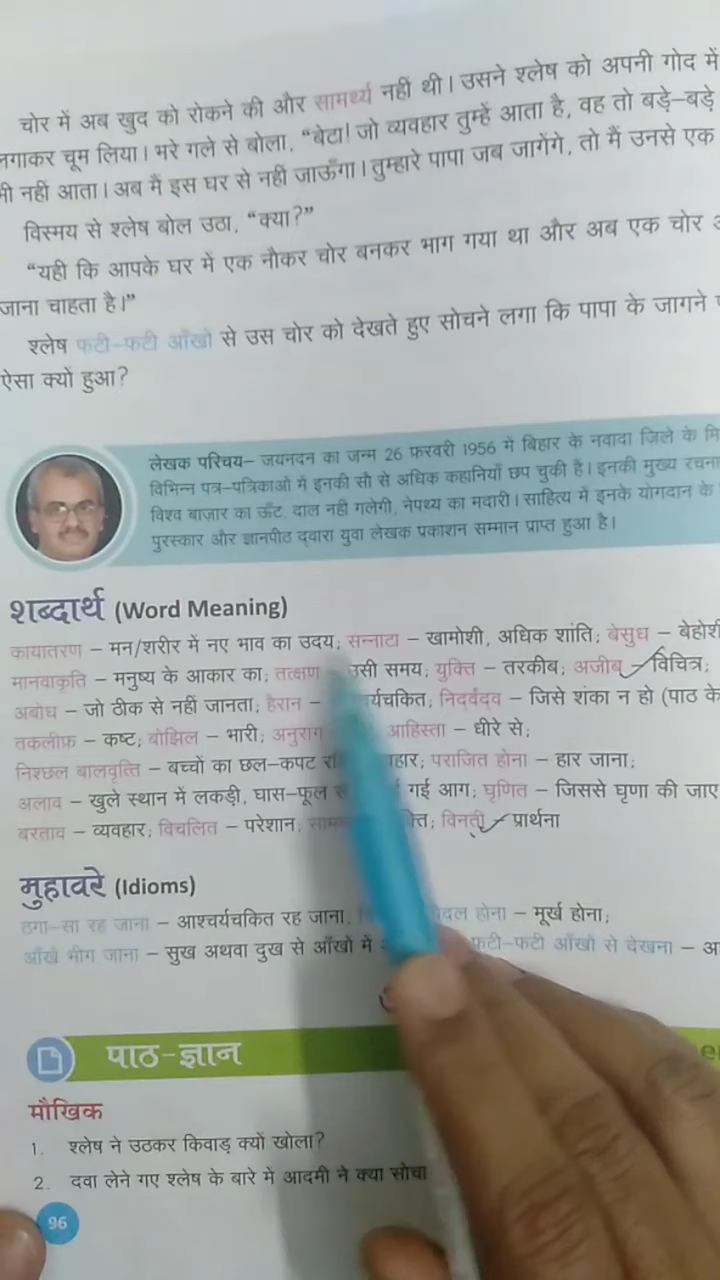 चोर में अब खुद को रोकने की और सामर्थ्य नहीं थी। उसने श्लेष को अपनी गोद में
लगाकर चूम लिया। भरे गले से बोला, “बेटा! जो व्यवहार तुम्हें आता है, वह तो बड़े-बड़े
भी नहीं आता। अब मैं इस घर से नहीं जाऊँगा। तुम्हारे पापा जब जागेंगे, तो मैं उनसे एक
विस्मय से श्लेष बोल उठा, “क्या?”
“यही कि आपके घर में एक नौकर चोर बनकर भाग गया था और अब एक चोर
जाना चाहता है।”
श्लेष फटी-फटी आँखों से उस चोर को देखते हुए सोचने लगा कि पापा के जागने
ऐसा क्यों हुआ?
लेखक परिचय– जयनदन का जन्म 26 फरवरी 1956 में बिहार के नवादा ज़िले के
विभिन्न पत्र-पत्रिकाओं में इनकी सौ से अधिक कहानियाँ छप चुकी हैं। इनकी मुख्य
विश्व बाज़ार का ऊँट, दाल नहीं गलेगी, नेपथ्य का मदारी। साहित्य में इनके योगदान के
पुरस्कार और ज्ञानपीठ द्वारा युवा लेखक प्रकाशन सम्मान प्राप्त हुआ है।
शब्दार्थ (Word Meaning)
कायातरण – मन/शरीर में नए भाव का उदय; सन्नाटा – खामोशी, अधिक शांति; बेसुध – बेहोशी
मानवाकृति – मनुष्य के आकार का; तत्क्षण उसी समय; युक्ति – तरकीब; अजीब – विचित्र;
अबोध – जो ठीक से नहीं जानता; हैरान – र्यचकित; निर्द्वंद्व – जिसे शंका न हो (पाठ के
तकलीफ़ – कष्ट; बोझिल – भारी; अनुराग आहिस्ता – धीरे से;
निश्छल बालवृत्ति – बच्चों का छल-कपट पराजित होना – हार जाना;
अलाव – खुले स्थान में लकड़ी, घास-फूल गई आग; घृणित – जिससे घृणा की जाए
बरताव – व्यवहार; विचलित – परेशान; विनती – प्रार्थना
मुहावरे (Idioms)
ठगा-सा रह जाना – आश्चर्यचकित रह जाना, होना – मूर्ख होना;
आँखें भीग जाना – सुख अथवा दुख से आँखों में फटी-फटी आँखों से देखना –
पाठ-ज्ञान
मौखिक
1. श्लेष ने उठकर किवाड़ क्यों खोला?
2. दवा लेने गए श्लेष के बारे में आदमी ने क्या सोचा
96